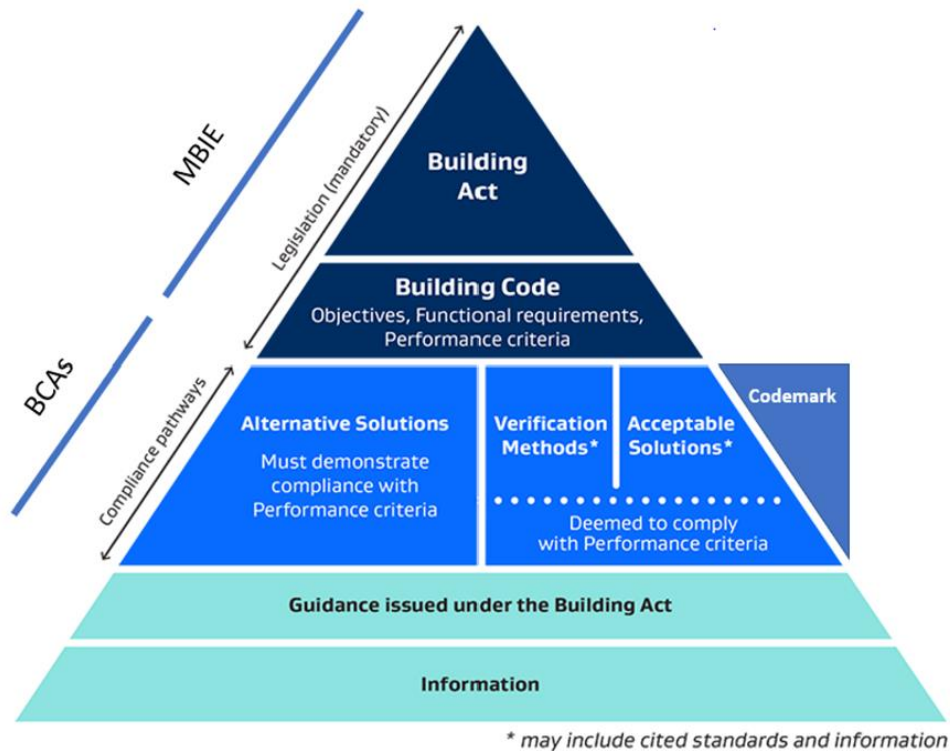 MBIE
BCAs
Legislation (mandatory)
Compliance pathways
Building
Act
Building Code
Objectives, Functional requirements,
Performance criteria
Alternative Solutions
Must demonstrate
compliance with
Performance criteria
Verification
Methods*
Acceptable
Solutions*
Deemed to comply
with Performance criteria
Codemark
Guidance issued under the Building Act
Information
* may include cited standards and information